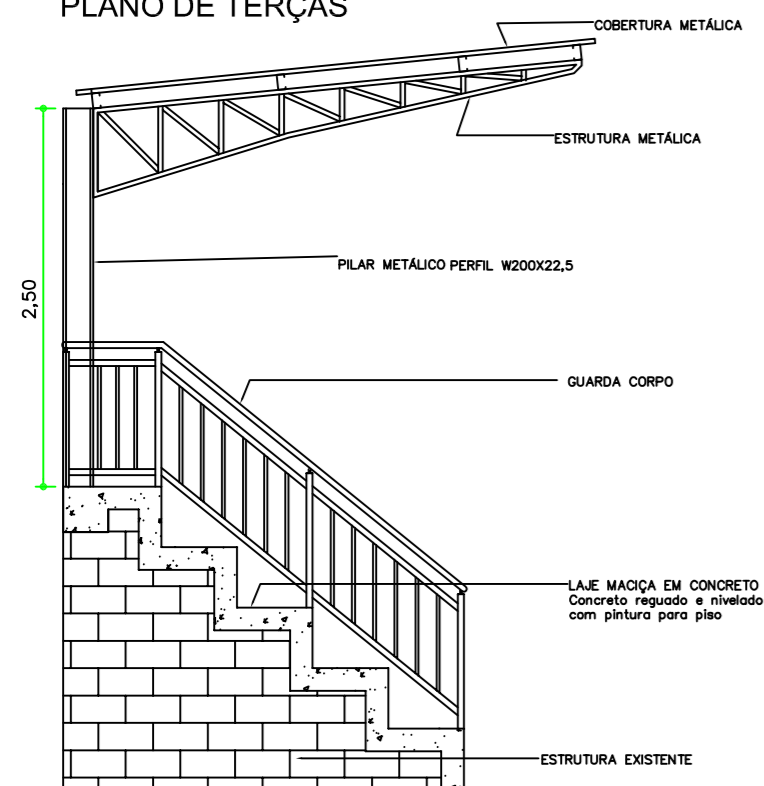 PLANO DE TERÇAS
COBERTURA METÁLICA
ESTRUTURA METÁLICA
PILAR METÁLICO PERFIL W200X22,5
2,50
GUARDA CORPO
LAJE MACIÇA EM CONCRETO
Concreto reguado e nivelado
com pintura para piso
ESTRUTURA EXISTENTE